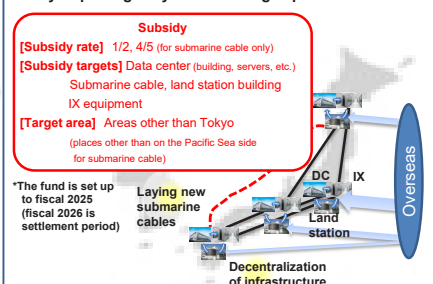 Subsidy
[Subsidy rate] 1/2, 4/5 (for submarine cable only)
[Subsidy targets] Data center (building, servers, etc.)
Submarine cable, land station building
IX equipment
[Target area] Areas other than Tokyo
(places other than on the Pacific Sea side
for submarine cable)
*The fund is set up
to fiscal 2025
(fiscal 2026 is
settlement period)
Laying new
submarine
cables
DC
IX
Land
station
Overseas
Decentralization
of infrastructure